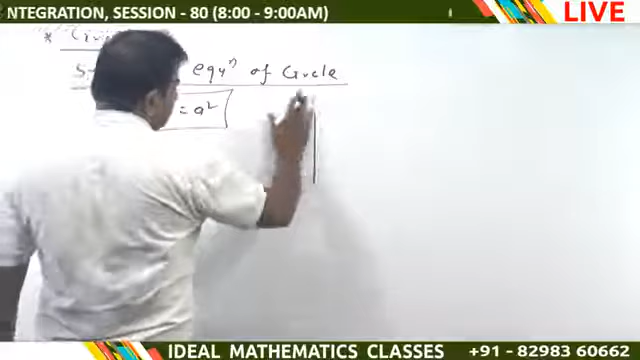 NTEGRATION, SESSION - 80 (8:00 - 9:00AM)
LIVE
eqⁿ of Circle
= a²
IDEAL MATHEMATICS CLASSES
+91 - 82983 60662